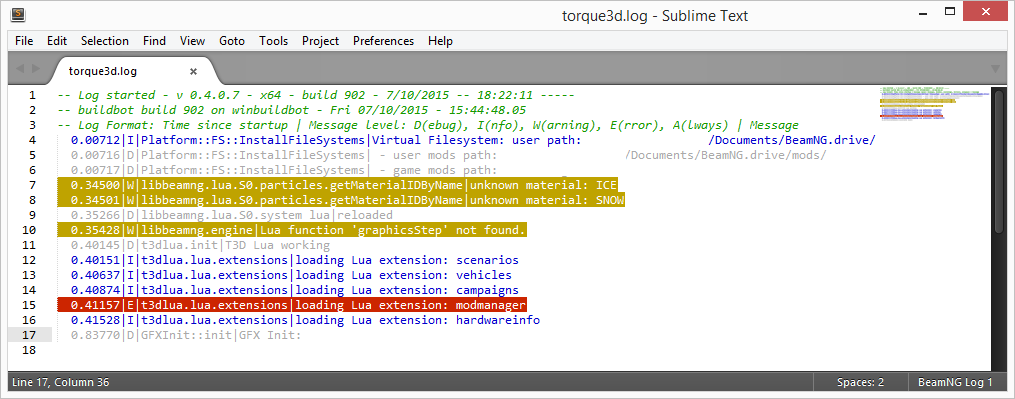 torque3d.log - Sublime Text
File Edit Selection Find View Goto Tools Project Preferences Help
torque3d.log ×
1 -- Log started - v 0.4.0.7 - x64 - build 902 - 7/10/2015 -- 18:22:11 -----
2 -- buildbot build 902 on winbuildbot - Fri 07/10/2015 - 15:44:48.05
3 -- Log Format: Time since startup | Message level: D(ebug), I(nfo), W(arning), E(rror), A(lways) | Message
4 0.00712|I|Platform::FS::InstallFileSystems|Virtual Filesystem: user path: /Documents/BeamNG.drive/
5 0.00716|D|Platform::FS::InstallFileSystems| - user mods path: /Documents/BeamNG.drive/mods/
6 0.00717|D|Platform::FS::InstallFileSystems| - game mods path:
7 0.34500|W|libbeamng.lua.S0.particles.getMaterialIDByName|unknown material: ICE
8 0.34501|W|libbeamng.lua.S0.particles.getMaterialIDByName|unknown material: SNOW
9 0.35266|D|libbeamng.lua.S0.system lua|reloaded
10 0.35428|W|libbeamng.engine|Lua function 'graphicsStep' not found.
11 0.40145|D|t3dlua.init|T3D Lua working
12 0.40151|I|t3dlua.lua.extensions|loading Lua extension: scenarios
13 0.40637|I|t3dlua.lua.extensions|loading Lua extension: vehicles
14 0.40874|I|t3dlua.lua.extensions|loading Lua extension: campaigns
15 0.41157|E|t3dlua.lua.extensions|loading Lua extension: modmanager
16 0.41528|I|t3dlua.lua.extensions|loading Lua extension: hardwareinfo
17 0.83770|D|GFXInit::init|GFX Init:
18
Line 17, Column 36 Spaces: 2 BeamNG Log 1